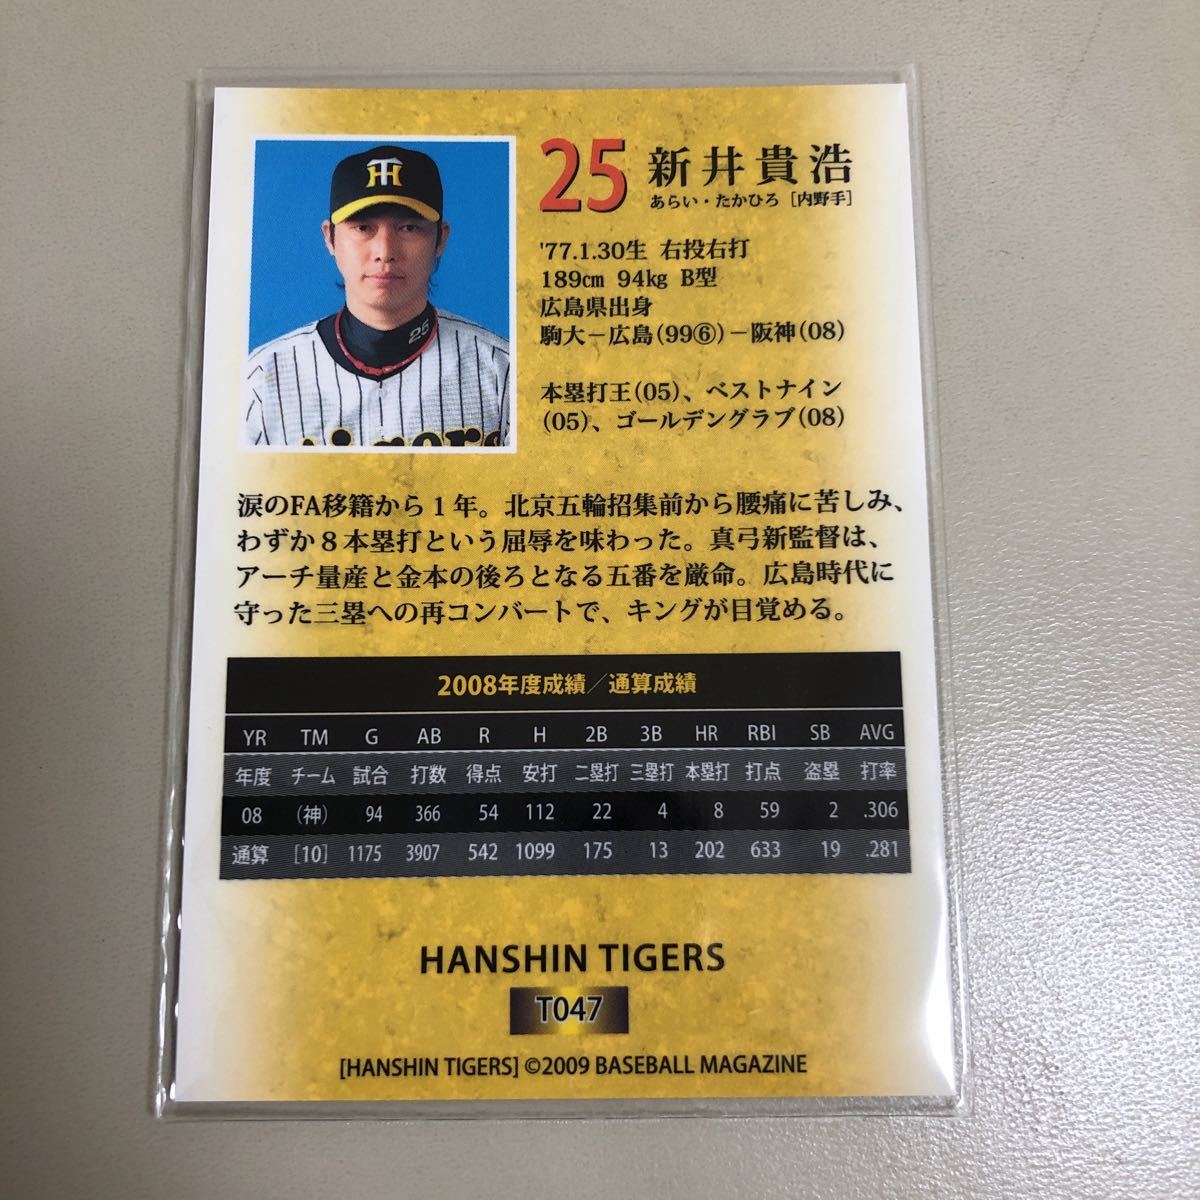 25 新井貴浩
あらい・たかひろ [内野手]
'77.1.30生 右投右打
189㎝ 94㎏ B型
広島県出身
駒大－広島(99⑥)－阪神(08)
本塁打王(05)、ベストナイン
(05)、ゴールデングラブ(08)
25
涙のFA移籍から1年。北京五輪招集前から腰痛に苦しみ、
わずか8本塁打という屈辱を味わった。真弓新監督は、
アーチ量産と金本の後ろとなる五番を厳命。広島時代に
守った三塁への再コンバートで、キングが目覚める。
2008年度成績／通算成績
YR TM G AB R H 2B 3B HR RBI SB AVG
年度 チーム 試合 打数 得点 安打 二塁打 三塁打 本塁打 打点 盗塁 打率
08 (神) 94 366 54 112 22 4 8 59 2 .306
通算 [10] 1175 3907 542 1099 175 13 202 633 19 .281
HANSHIN TIGERS
T047
[HANSHIN TIGERS] ©2009 BASEBALL MAGAZINE